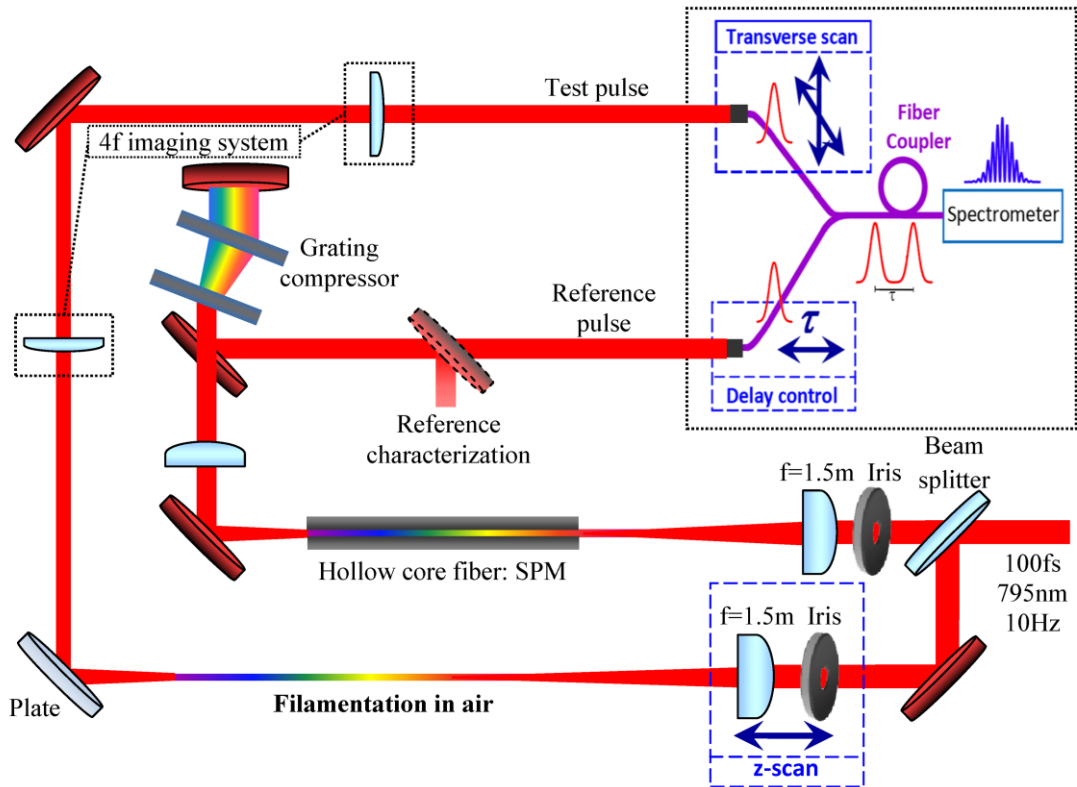 Transverse scan
Test pulse
Fiber
Coupler
4f imaging system
Spectrometer
Grating
compressor
τ
Reference
pulse
τ
Delay control
Reference
characterization
Beam
splitter
f=1.5m Iris
Hollow core fiber: SPM
100fs
795nm
10Hz
f=1.5m Iris
Plate
Filamentation in air
z-scan